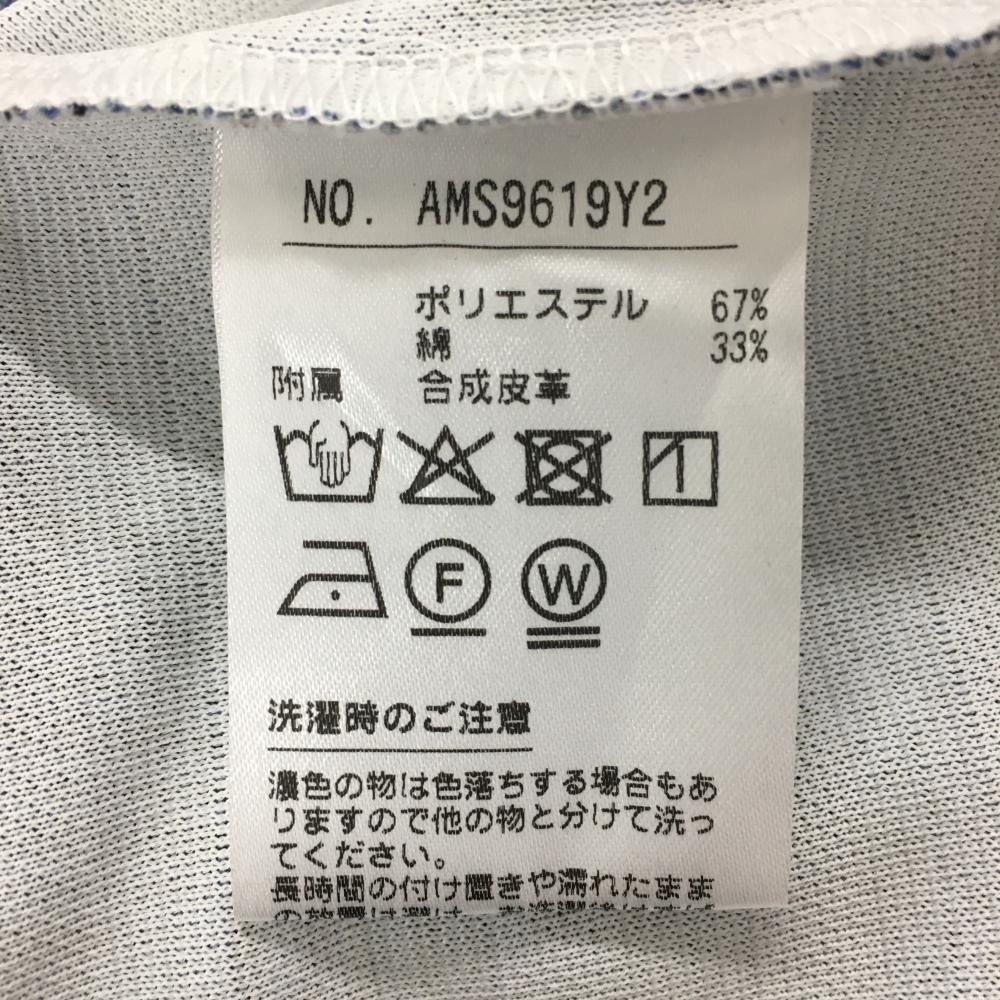 NO. AMS9619Y2
ポリエステル 67%
綿 33%
附属 合成皮革
F W
洗濯時のご注意
濃色の物は色落ちする場合もあ
りますので他の物と分けて洗っ
てください。
長時間の付け置きや濡れたまま